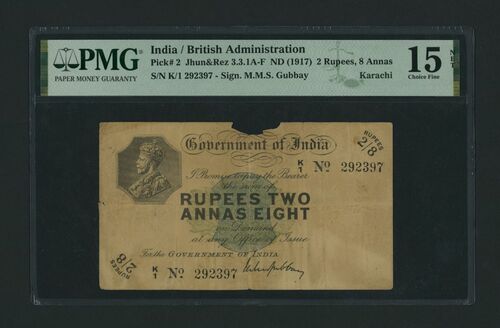 PMG
PAPER MONEY GUARANTY
India / British Administration
Pick# 2 Jhun&Rez 3.3.1A-F ND (1917) 2 Rupees, 8 Annas
S/N K/1 292397 - Sign. M.M.S. Gubbay Karachi
15 NET
Choice Fine
Government of India
RUPEES
2/8
K/1 No 292397
I Promise to pay the Bearer
the sum of
RUPEES TWO
ANNAS EIGHT
on Demand
at any Office of Issue
For the GOVERNMENT OF INDIA
RUPEES
2/8
K/1 No 292397